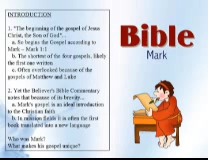 INTRODUCTION
1. "The beginning of the gospel of Jesus
Christ, the Son of God"...
a. So begins the Gospel according to
Mark – Mark 1:1
b. The shortest of the four gospels, likely
the first one written
c. Often overlooked because of the
gospels of Matthew and Luke
2. Yet the Believer's Bible Commentary
notes that because of its brevity...
a. Mark's gospel is an ideal introduction
to the Christian faith
b. In mission fields it is often the first
book translated into a new language
Who was Mark?
What makes his gospel unique?
Bible
Mark